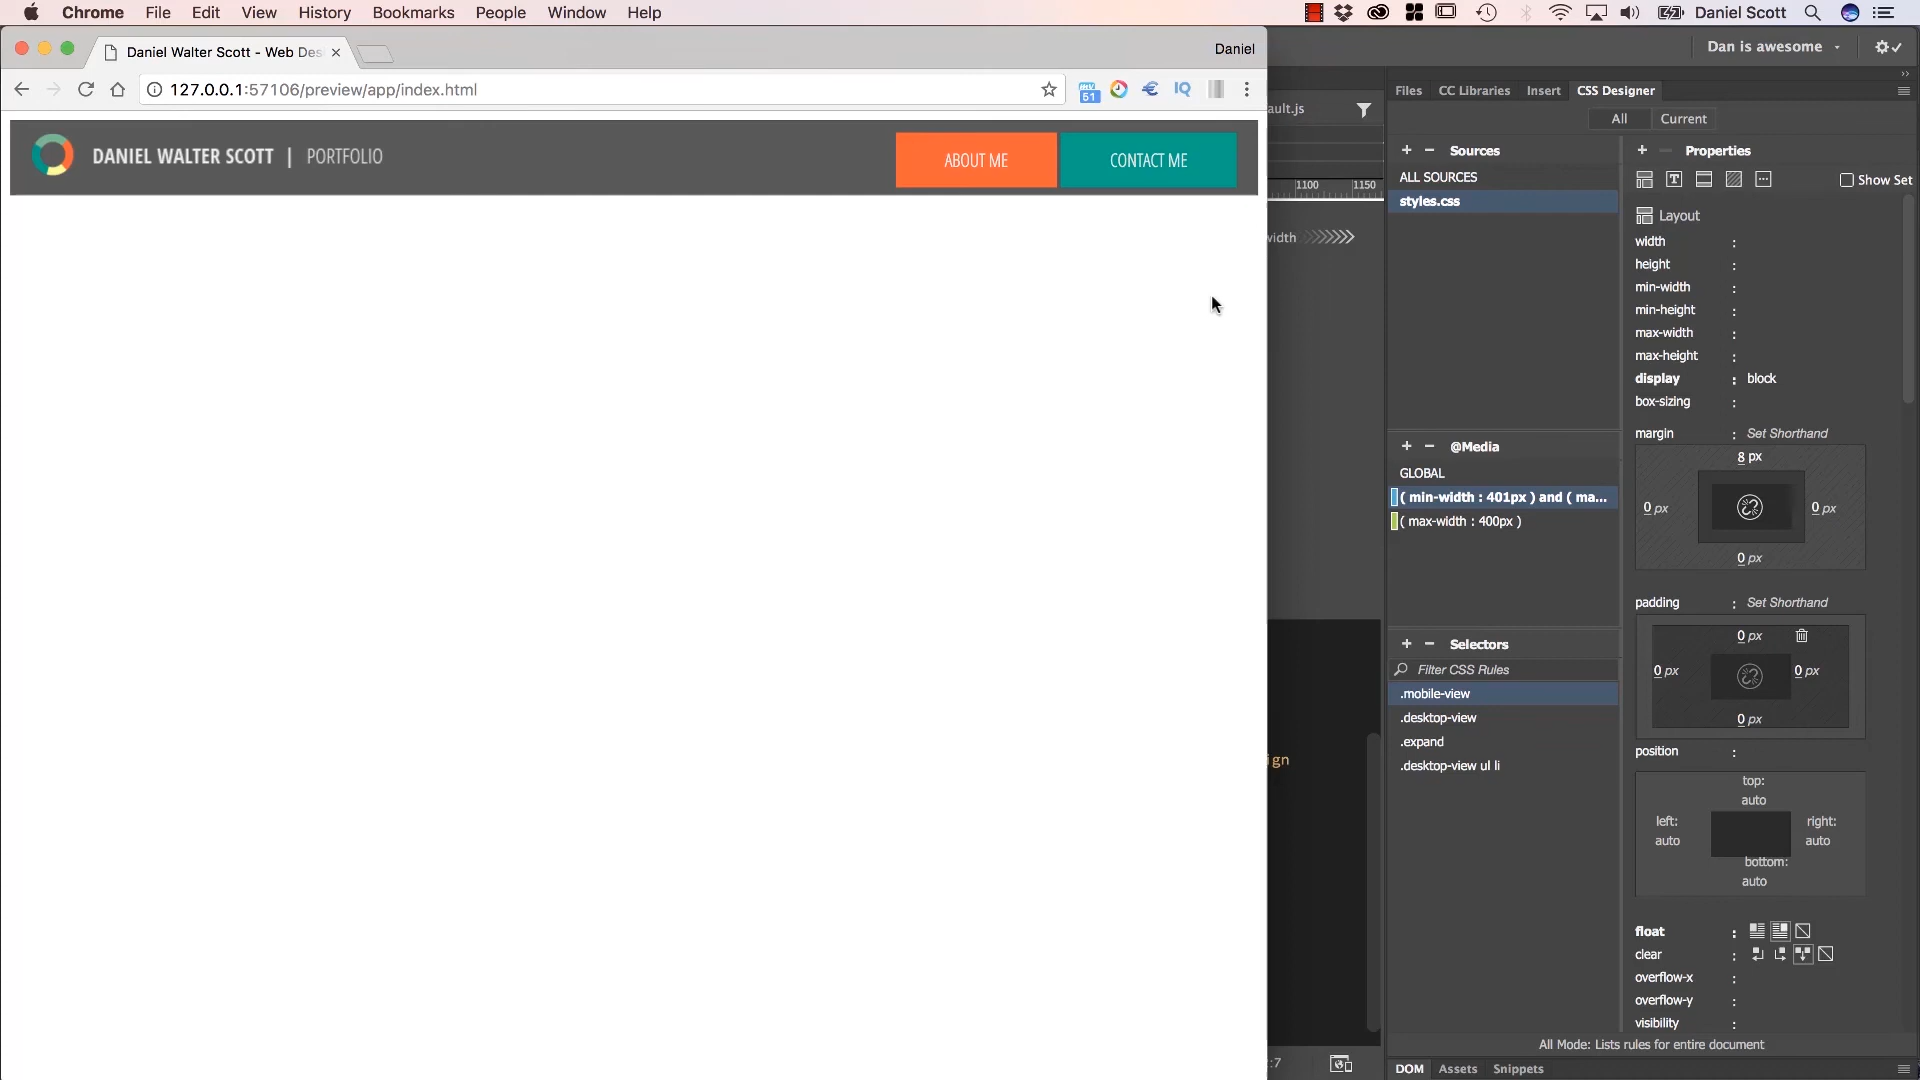 Chrome File Edit View History Bookmarks People Window Help Daniel Scott
Daniel Walter Scott - Web Des
Daniel
127.0.0.1:57106/preview/app/index.html
51
IQ
DANIEL WALTER SCOTT | PORTFOLIO
ABOUT ME
CONTACT ME
Dan is awesome
ault.js
1100 1150
width
ign
:7
Files CC Libraries Insert CSS Designer
All Current
+ - Sources
ALL SOURCES
styles.css
+ - @Media
GLOBAL
( min-width : 401px ) and ( ma...
( max-width : 400px )
+ - Selectors
Filter CSS Rules
.mobile-view
.desktop-view
.expand
.desktop-view ul li
+ - Properties
Show Set
Layout
width :
height :
min-width :
min-height :
max-width :
max-height :
display : block
box-sizing :
margin : Set Shorthand
8 px
0 px 0 px
0 px
padding : Set Shorthand
0 px
0 px 0 px
0 px
position :
top:
auto
left: right:
auto auto
bottom:
auto
float :
clear :
overflow-x :
overflow-y :
visibility :
All Mode: Lists rules for entire document
DOM Assets Snippets